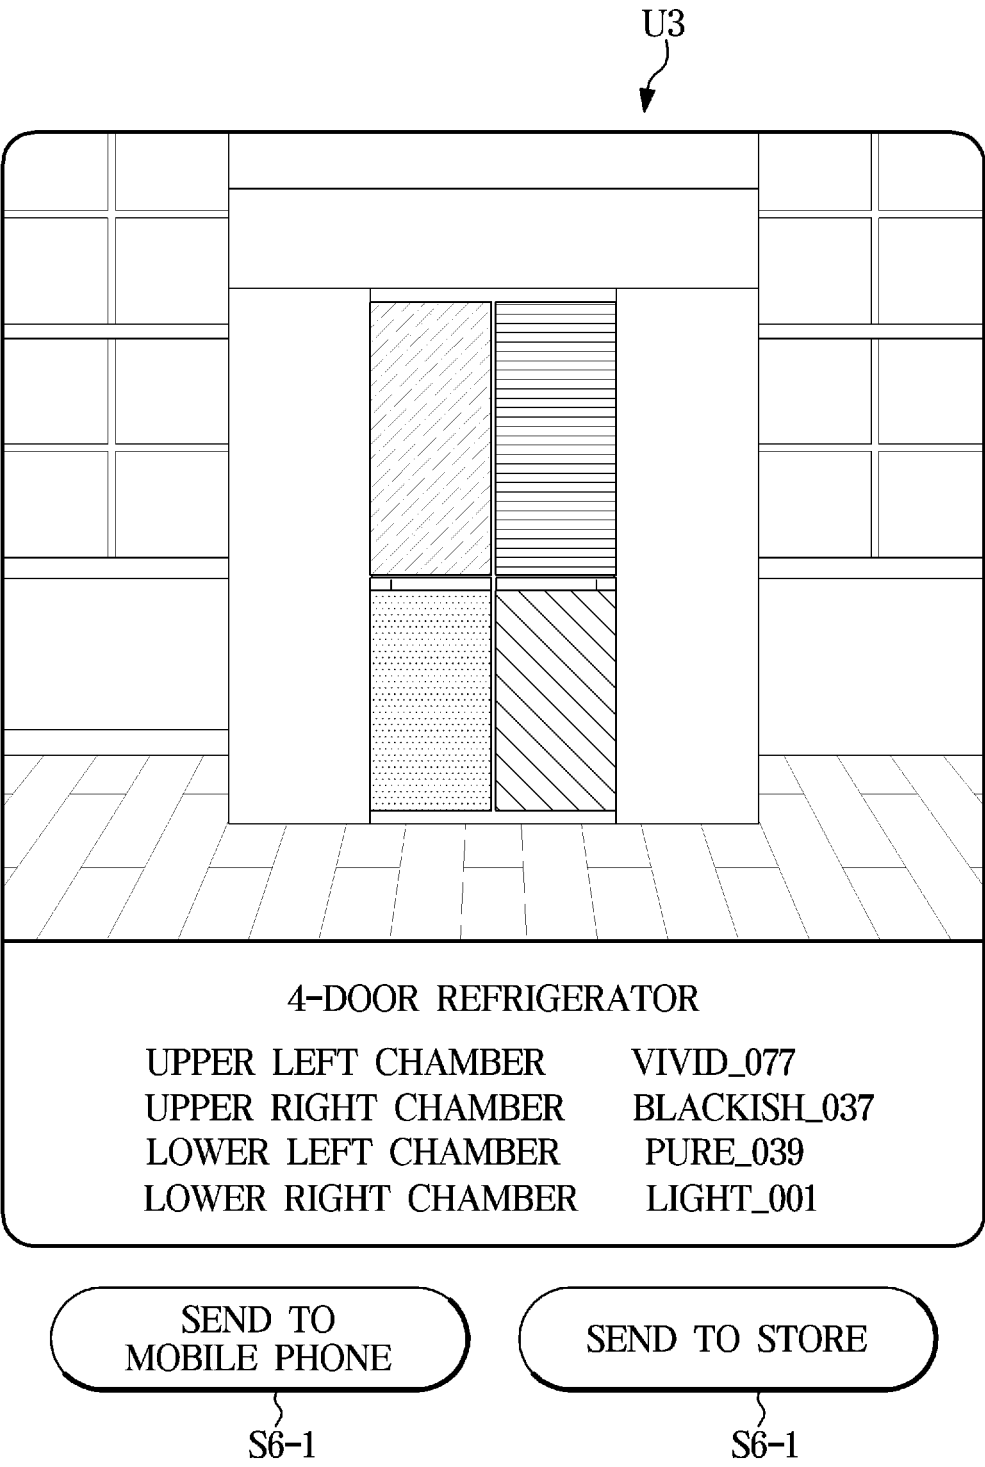 U3
4-DOOR REFRIGERATOR
UPPER LEFT CHAMBER VIVID_077
UPPER RIGHT CHAMBER BLACKISH_037
LOWER LEFT CHAMBER PURE_039
LOWER RIGHT CHAMBER LIGHT_001
SEND TO
MOBILE PHONE
SEND TO STORE
S6-1
S6-1